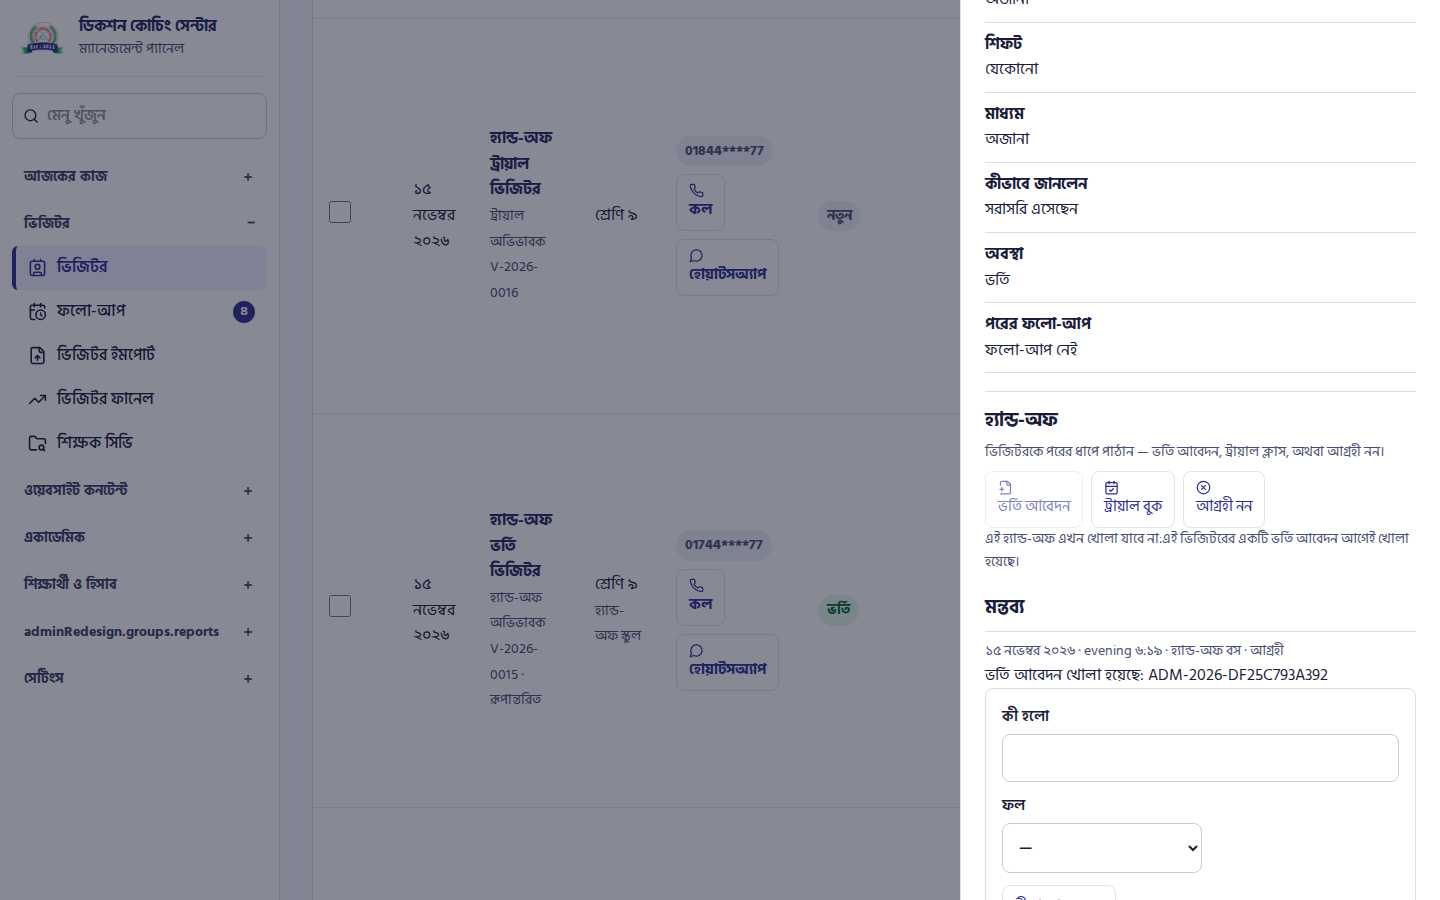 ডিকশন কোচিং সেন্টার
ম্যানেজমেন্ট প্যানেল
Est : 2011
মেনু খুঁজুন
আজকের কাজ +
ভিজিটর −
ভিজিটর
ফলো-আপ 8
ভিজিটর ইমপোর্ট
ভিজিটর ফানেল
শিক্ষক সিভি
ওয়েবসাইট কনটেন্ট +
একাডেমিক +
শিক্ষার্থী ও হিসাব +
adminRedesign.groups.reports +
সেটিংস +
১৫
নভেম্বর
২০২৬
হ্যান্ড-অফ
ট্রায়াল
ভিজিটর
ট্রায়াল
অভিভাবক
V-2026-
0016
শ্রেণি ৯
01844****77
কল
হোয়াটসঅ্যাপ
নতুন
১৫
নভেম্বর
২০২৬
হ্যান্ড-অফ
ভর্তি
ভিজিটর
হ্যান্ড-অফ
অভিভাবক
V-2026-
0015 ·
রূপান্তরিত
শ্রেণি ৯
হ্যান্ড-
অফ স্কুল
01744****77
কল
হোয়াটসঅ্যাপ
ভর্তি
অজানা
শিফট
যেকোনো
মাধ্যম
অজানা
কীভাবে জানলেন
সরাসরি এসেছেন
অবস্থা
ভর্তি
পরের ফলো-আপ
ফলো-আপ নেই
হ্যান্ড-অফ
ভিজিটরকে পরের ধাপে পাঠান — ভর্তি আবেদন, ট্রায়াল ক্লাস, অথবা আগ্রহী নন।
ভর্তি আবেদন
ট্রায়াল বুক
আগ্রহী নন
এই হ্যান্ড-অফ এখন খোলা যাবে না:এই ভিজিটরের একটি ভর্তি আবেদন আগেই খোলা
হয়েছে।
মন্তব্য
১৫ নভেম্বর ২০২৬ · evening ৬:১৯ · হ্যান্ড-অফ বস · আগ্রহী
ভর্তি আবেদন খোলা হয়েছে: ADM-2026-DF25C793A392
কী হলো
ফল
—